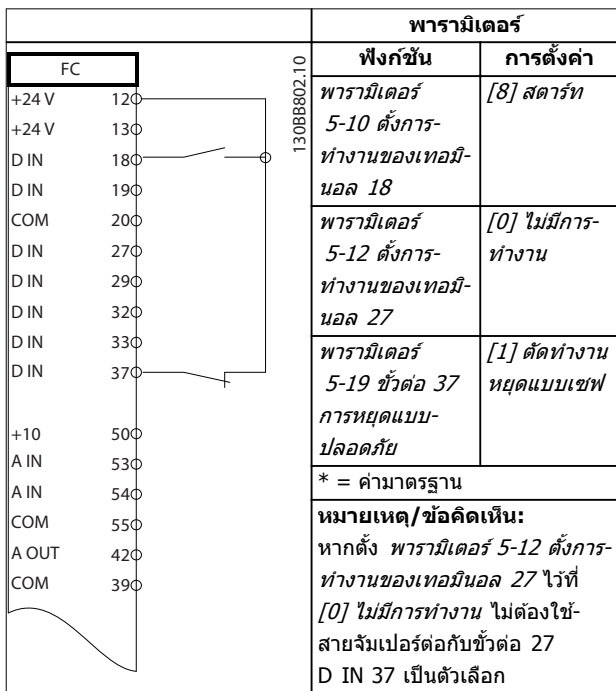 FC
+24 V 12
+24 V 13
D IN 18
D IN 19
COM 20
D IN 27
D IN 29
D IN 32
D IN 33
D IN 37
+10 50
A IN 53
A IN 54
COM 55
A OUT 42
COM 39
130BB802.10
พารามิเตอร์
ฟังก์ชัน การตั้งค่า
พารามิเตอร์ [8] สตาร์ท
5-10 ตั้งการ-
ทำงานของเทอมิ-
นอล 18
พารามิเตอร์ [0] ไม่มีการ-
5-12 ตั้งการ- ทำงาน
ทำงานของเทอมิ-
นอล 27
พารามิเตอร์ [1] ตัดทำงาน
5-19 ขั้วต่อ 37 หยุดแบบเซฟ
การหยุดแบบ-
ปลอดภัย
* = ค่ามาตรฐาน
หมายเหตุ/ข้อคิดเห็น:
หากตั้ง พารามิเตอร์ 5-12 ตั้งการ-
ทำงานของเทอมินอล 27 ไว้ที่
[0] ไม่มีการทำงาน ไม่ต้องใช้-
สายจัมเปอร์ต่อกับขั้วต่อ 27
D IN 37 เป็นตัวเลือก